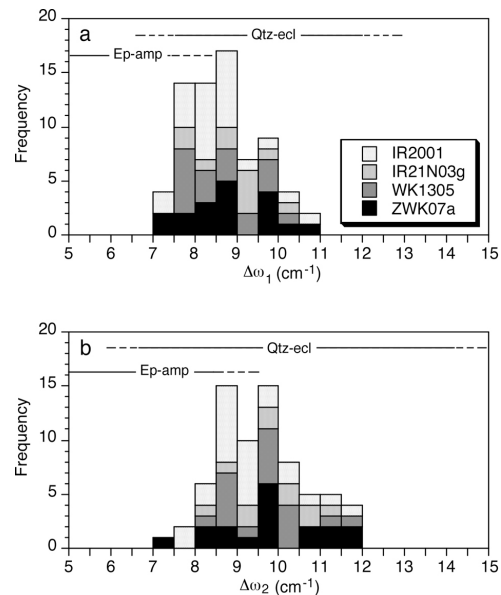 20
a
Qtz-ecl
Ep-amp
15
Frequency
10
5
0
IR2001
IR21N03g
WK1305
ZWK07a
5 6 7 8 9 10 11 12 13 14 15
Δω1 (cm-1)
20
b
Qtz-ecl
Ep-amp
15
Frequency
10
5
0
5 6 7 8 9 10 11 12 13 14 15
Δω2 (cm-1)